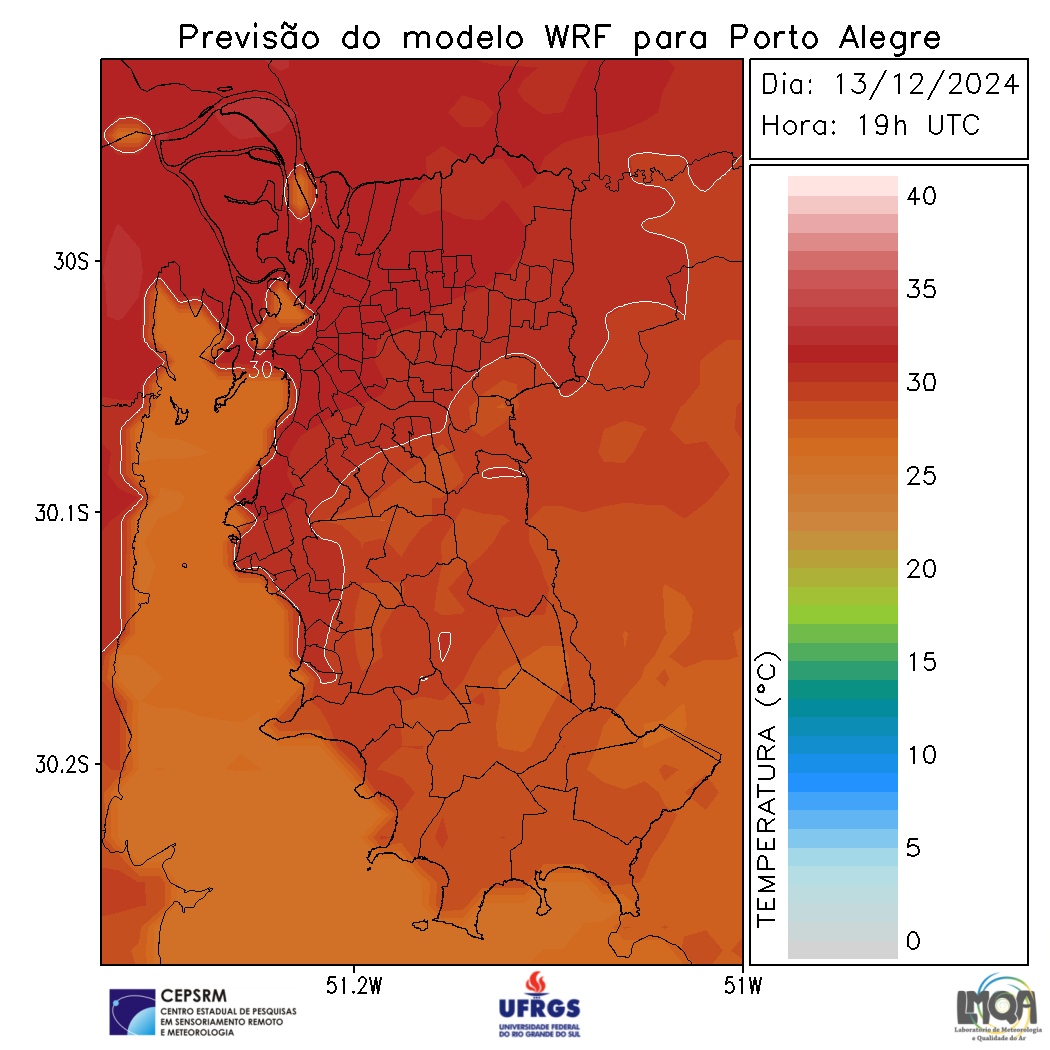 Previsão do modelo WRF para Porto Alegre
Dia: 13/12/2024
Hora: 19h UTC
30S
30.1S
30.2S
51.2W
51W
30
TEMPERATURA (°C)
40
35
30
25
20
15
10
5
0
CEPSRM
CENTRO ESTADUAL DE PESQUISAS
EM SENSORIAMENTO REMOTO
E METEOROLOGIA
UFRGS
UNIVERSIDADE FEDERAL
DO RIO GRANDE DO SUL
LMQA
Laboratório de Meteorologia
e Qualidade do Ar